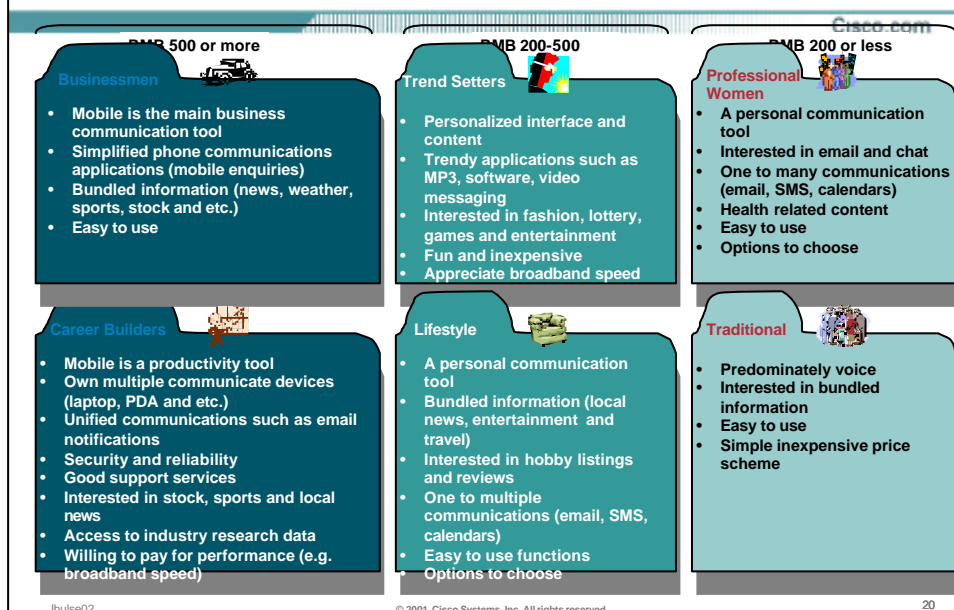 Cisco.com
RMB 500 or more
RMB 200-500
RMB 200 or less
Businessmen
• Mobile is the main business
communication tool
• Simplified phone communications
applications (mobile enquiries)
• Bundled information (news, weather,
sports, stock and etc.)
• Easy to use
Trend Setters
• Personalized interface and
content
• Trendy applications such as
MP3, software, video
messaging
• Interested in fashion, lottery,
games and entertainment
• Fun and inexpensive
• Appreciate broadband speed
Professional
Women
• A personal communication
tool
• Interested in email and chat
• One to many communications
(email, SMS, calendars)
• Health related content
• Easy to use
• Options to choose
Career Builders
• Mobile is a productivity tool
• Own multiple communicate devices
(laptop, PDA and etc.)
• Unified communications such as email
notifications
• Security and reliability
• Good support services
• Interested in stock, sports and local
news
• Access to industry research data
• Willing to pay for performance (e.g.
broadband speed)
Lifestyle
• A personal communication
tool
• Bundled information (local
news, entertainment and
travel)
• Interested in hobby listings
and reviews
• One to multiple
communications (email, SMS,
calendars)
• Easy to use functions
• Options to choose
Traditional
• Predominately voice
• Interested in bundled
information
• Easy to use
• Simple inexpensive price
scheme
© 2001, Cisco Systems, Inc. All rights reserved.
20